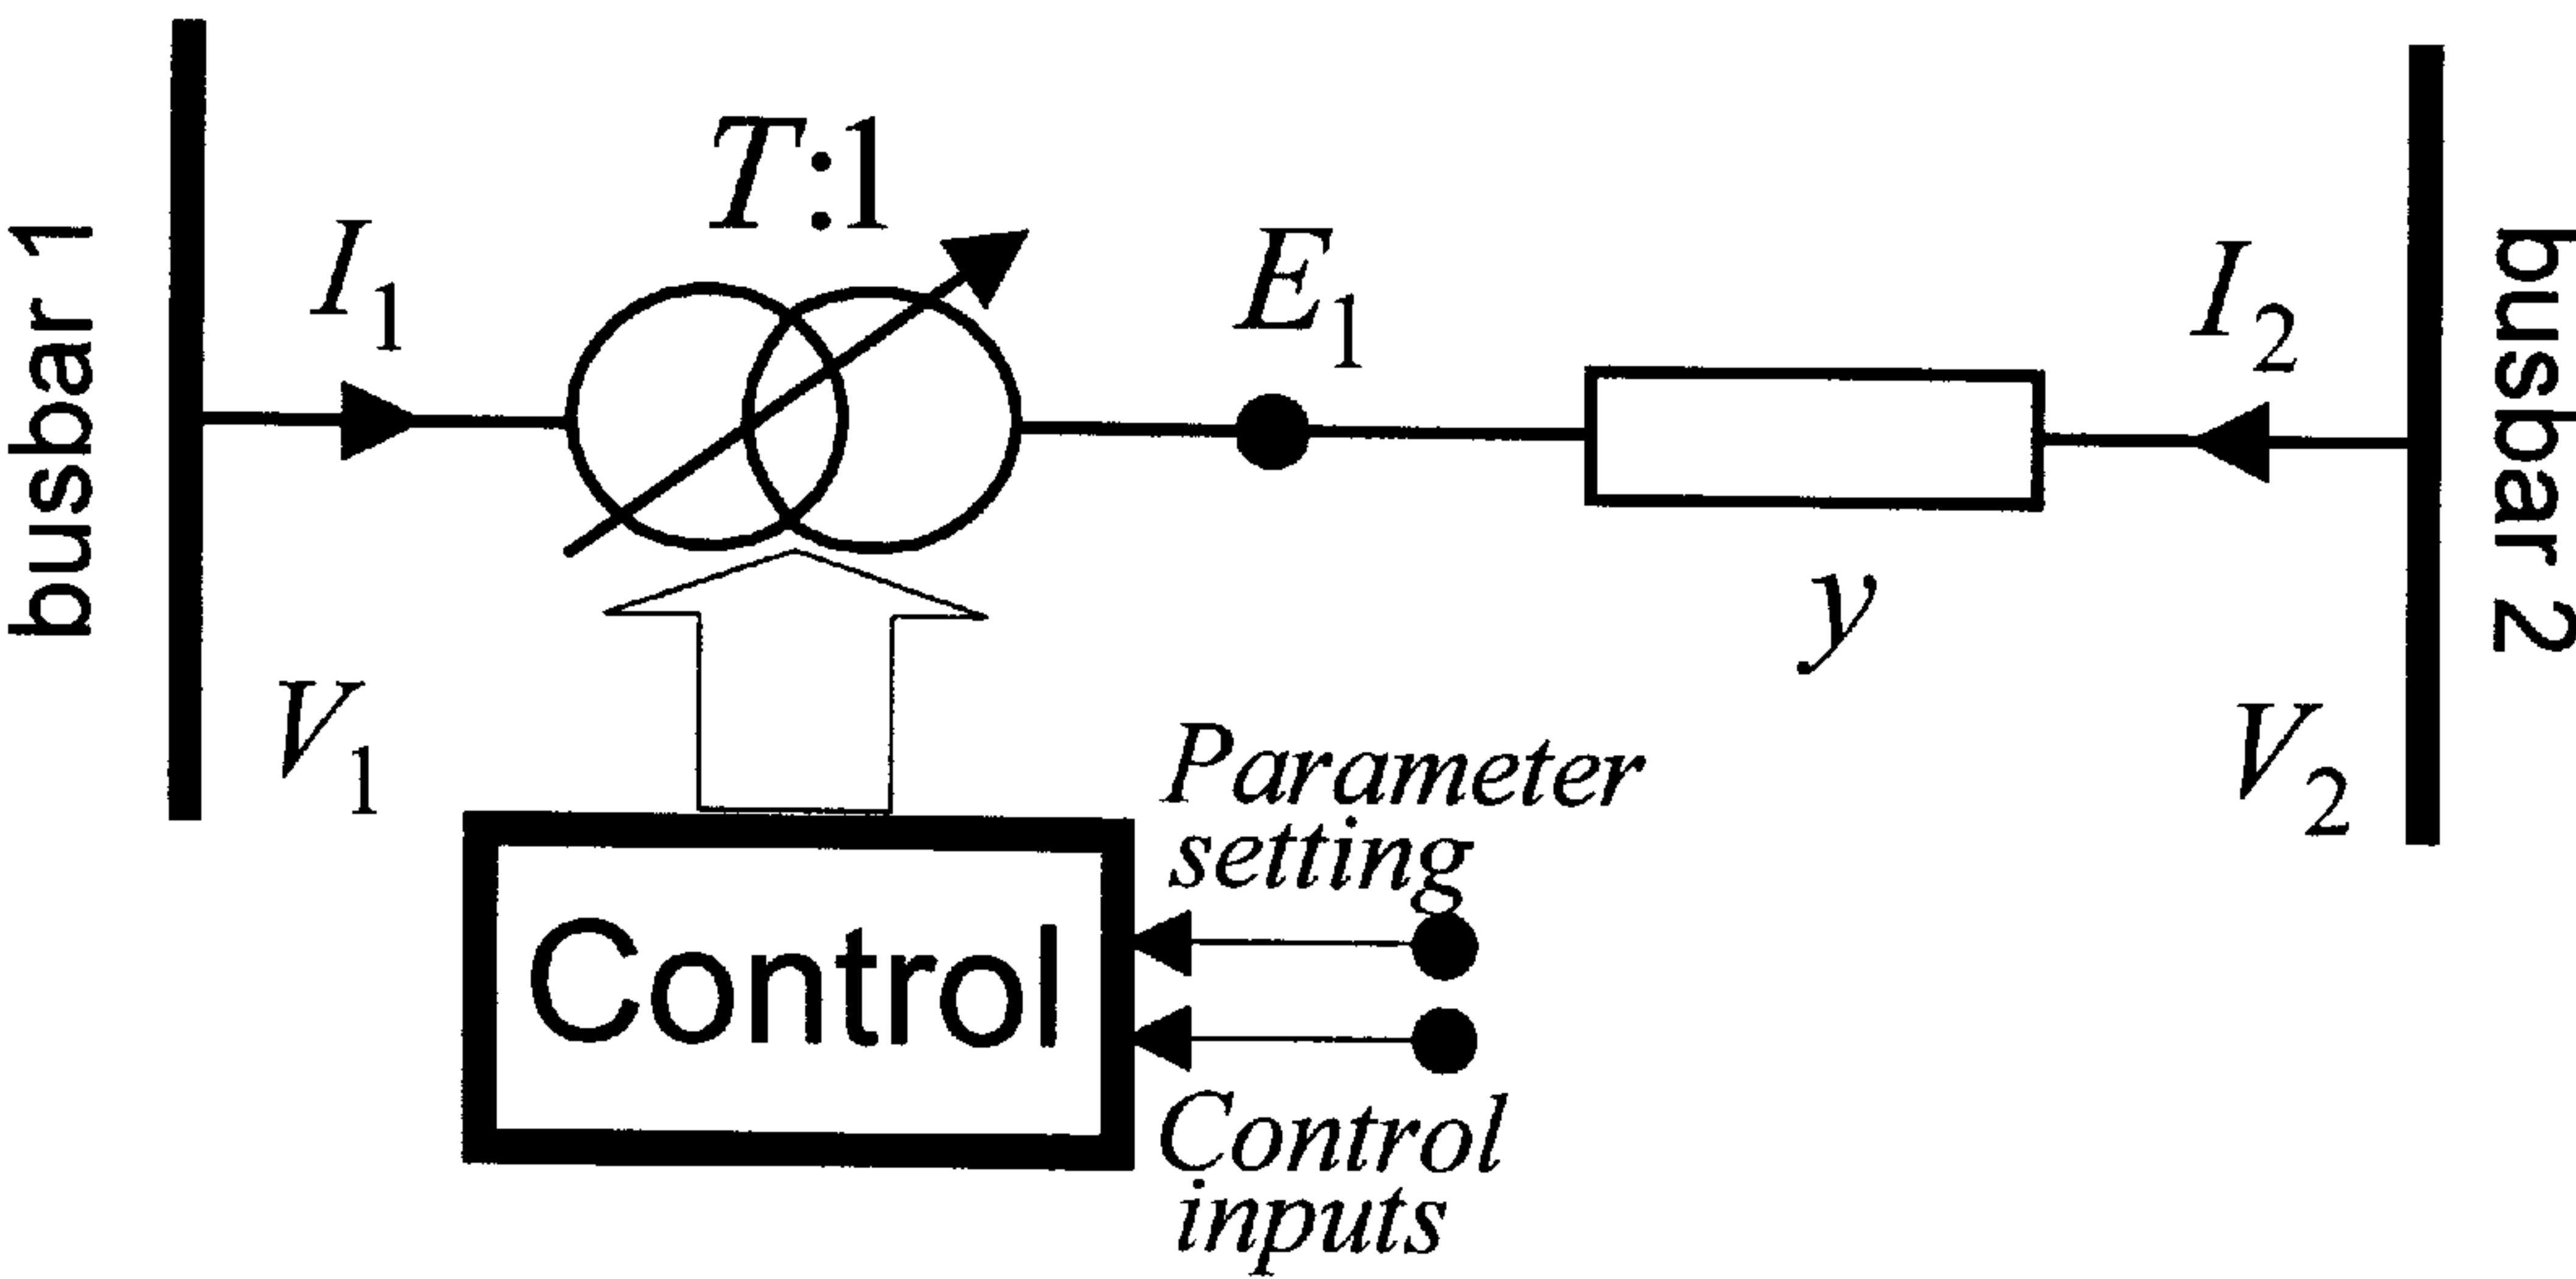 busbar 1
I1
T:1
E1
I2
busbar 2
y
V1
V2
Parameter
setting
Control
Control
inputs